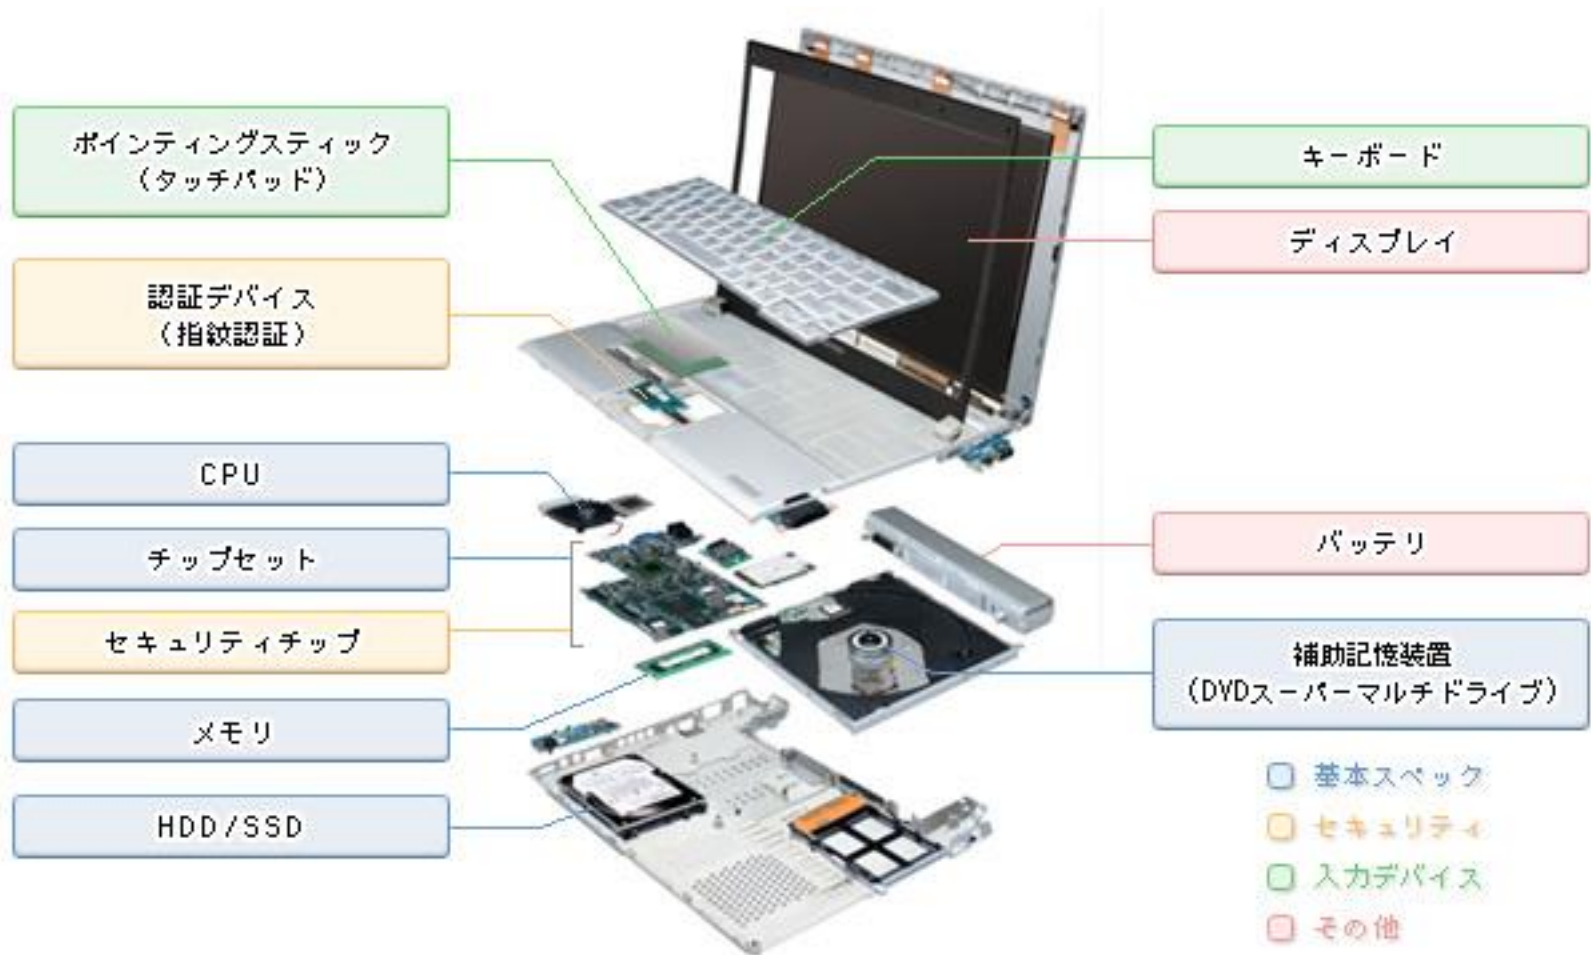 ポインティングスティック
（タッチパッド）
認証デバイス
（指紋認証）
CPU
チップセット
セキュリティチップ
メモリ
HDD/SSD
キーボード
ディスプレイ
バッテリ
補助記憶装置
（DVDスーパーマルチドライブ）
基本スペック
セキュリティ
入力デバイス
その他